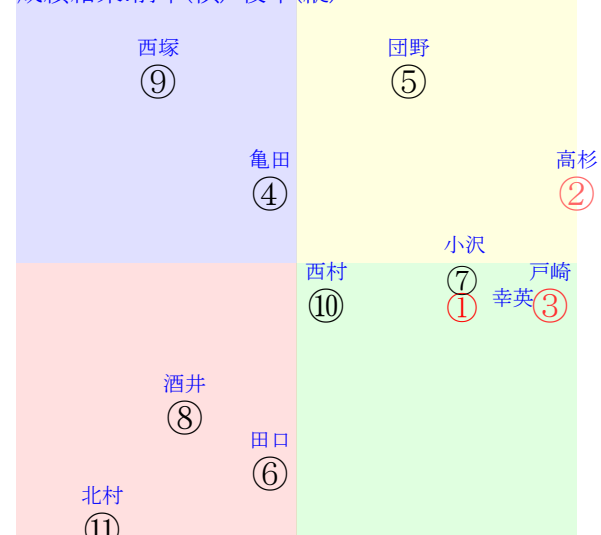 西塚
⑨
団野
⑤
亀田
④
高杉
②
小沢
⑦
西村
⑩
①
幸英
戸崎
③
酒井
⑧
田口
⑥
北村
⑪